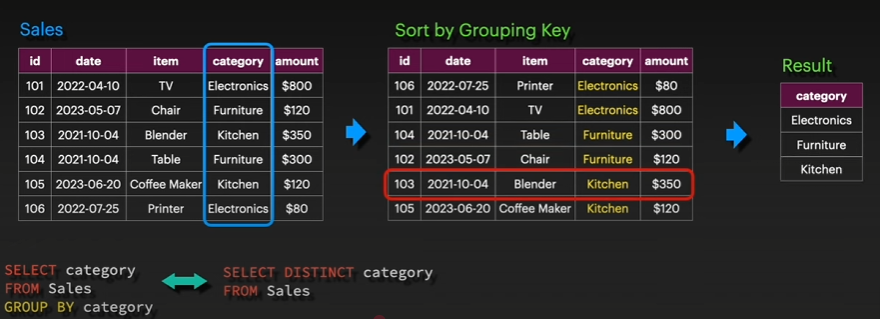 Sales
id date item category amount
101 2022-04-10 TV Electronics $800
102 2023-05-07 Chair Furniture $120
103 2021-10-04 Blender Kitchen $350
104 2021-10-04 Table Furniture $300
105 2023-06-20 Coffee Maker Kitchen $120
106 2022-07-25 Printer Electronics $80
Sort by Grouping Key
id date item category amount
106 2022-07-25 Printer Electronics $80
101 2022-04-10 TV Electronics $800
104 2021-10-04 Table Furniture $300
102 2023-05-07 Chair Furniture $120
103 2021-10-04 Blender Kitchen $350
105 2023-06-20 Coffee Maker Kitchen $120
Result
category
Electronics
Furniture
Kitchen
SELECT category
FROM Sales
GROUP BY category
SELECT DISTINCT category
FROM Sales